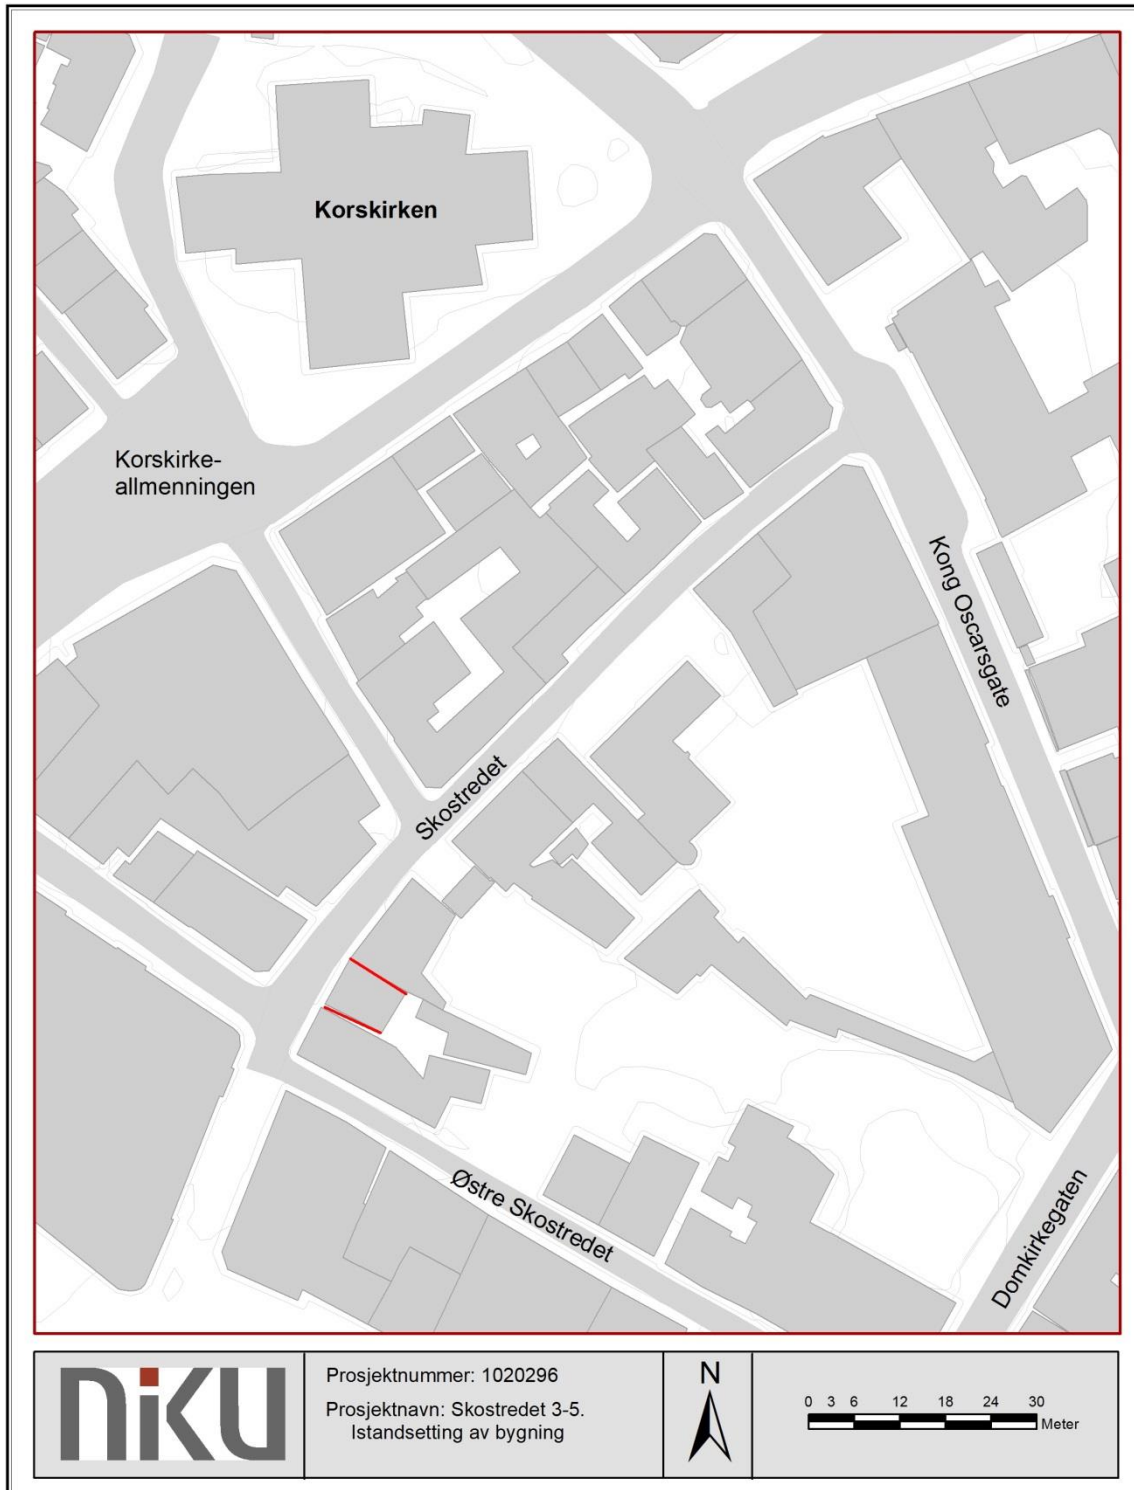 Korskirken
Korskirke-
allmenningen
Kong Oscarsgate
Skostredet
Østre Skostredet
Domkirkegaten
NiKU
Prosjektnummer: 1020296
Prosjektnavn: Skostredet 3-5.
Istandsetting av bygning
N
0 3 6 12 18 24 30
Meter